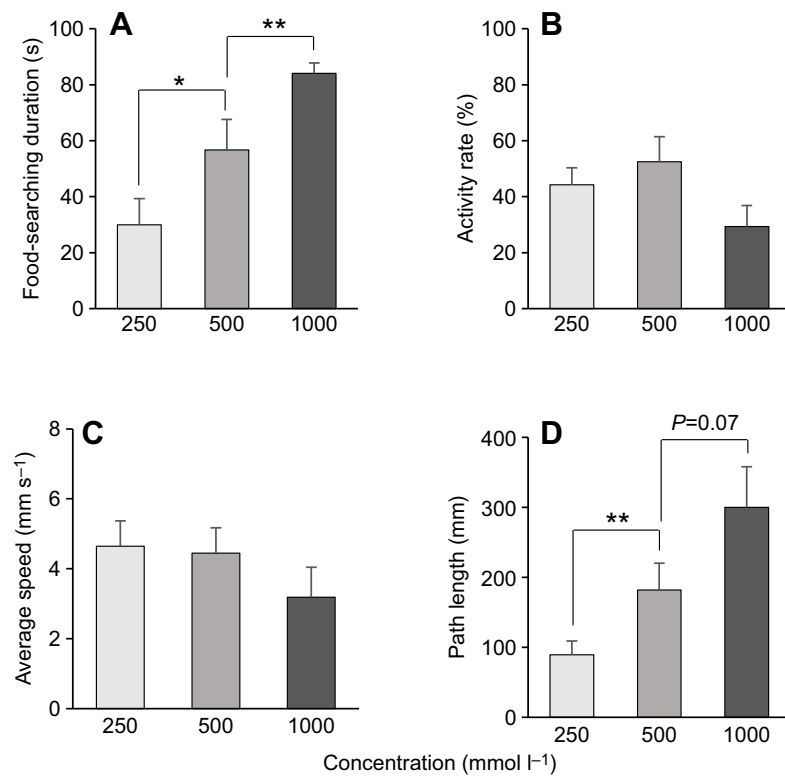 A
Food-searching duration (s)
100
80
60
40
20
0
*
**
250 500 1000
B
Activity rate (%)
100
80
60
40
20
0
250 500 1000
C
Average speed (mm s⁻¹)
8
6
4
2
0
250 500 1000
D
Path length (mm)
400
300
200
100
0
**
P=0.07
250 500 1000
Concentration (mmol l⁻¹)